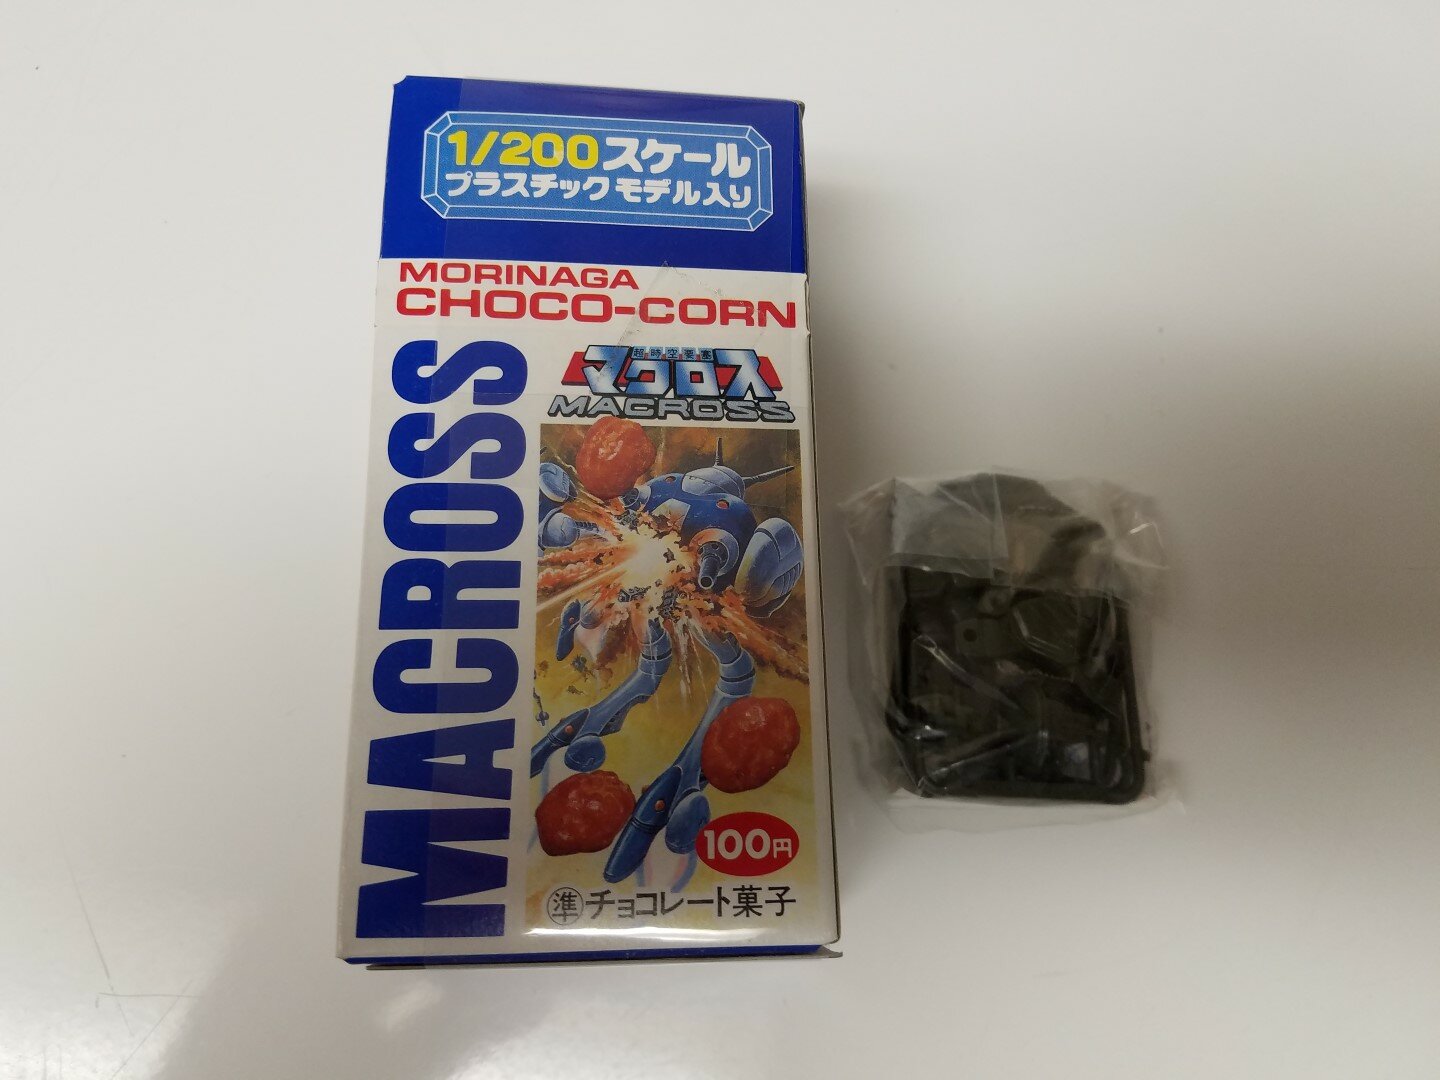 1/200スケール
プラスチックモデル入り
MORINAGA
CHOCO-CORN
MACROSS
超時空要塞
マクロス
MACROSS
100円
準チョコレート菓子